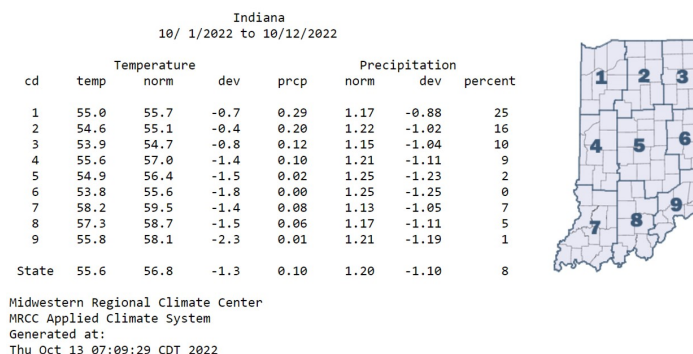 Indiana
10/ 1/2022 to 10/12/2022
Temperature Precipitation
cd temp norm dev prcp norm dev percent
1 55.0 55.7 -0.7 0.29 1.17 -0.88 25
2 54.6 55.1 -0.4 0.20 1.22 -1.02 16
3 53.9 54.7 -0.8 0.12 1.15 -1.04 10
4 55.6 57.0 -1.4 0.10 1.21 -1.11 9
5 54.9 56.4 -1.5 0.02 1.25 -1.23 2
6 53.8 55.6 -1.8 0.00 1.25 -1.25 0
7 58.2 59.5 -1.4 0.08 1.13 -1.05 7
8 57.3 58.7 -1.5 0.06 1.17 -1.11 5
9 55.8 58.1 -2.3 0.01 1.21 -1.19 1
State 55.6 56.8 -1.3 0.10 1.20 -1.10 8
Midwestern Regional Climate Center
MRCC Applied Climate System
Generated at:
Thu Oct 13 07:09:29 CDT 2022
1 2 3
4 5 6
7 8 9